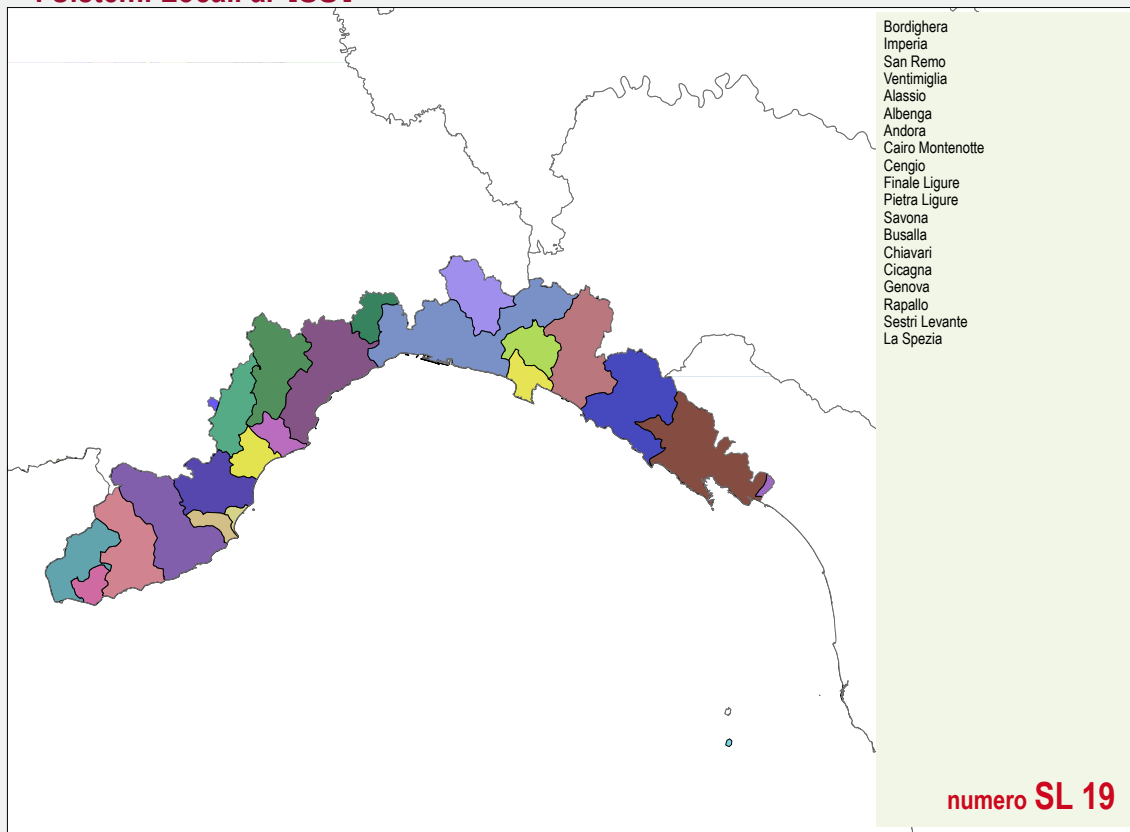 Bordighera
Imperia
San Remo
Ventimiglia
Alassio
Albenga
Andora
Cairo Montenotte
Cengio
Finale Ligure
Pietra Ligure
Savona
Busalla
Chiavari
Cicagna
Genova
Rapallo
Sestri Levante
La Spezia
numero SL 19